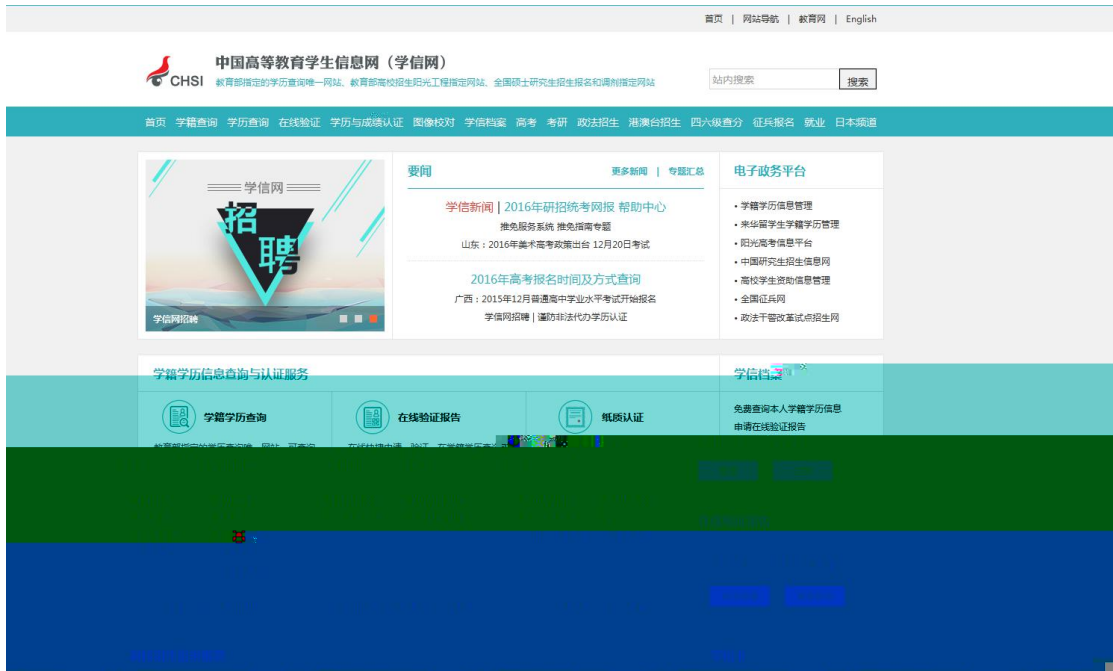 首页 | 网站导航 | 教育网 | English
CHSI
中国高等教育学生信息网（学信网）
教育部指定的学历查询唯一网站、教育部高校招生阳光工程指定网站、全国硕士研究生招生报名和调剂指定网站
站内搜索 搜索
首页 学籍查询 学历查询 在线验证 学历与成绩认证 图像校对 学信档案 高考 考研 政法招生 港澳台招生 四六级查分 征兵报名 就业 日本频道
学信网
招
聘
学信网招聘
要闻 更多新闻 | 专题汇总
学信新闻 | 2016年研招统考网报 帮助中心
推免服务系统 推免指南专题
山东：2016年美术高考政策出台 12月20日考试
2016年高考报名时间及方式查询
广西：2015年12月普通高中学业水平考试开始报名
学信网招聘 | 谨防非法代办学历认证
电子政务平台
• 学籍学历信息管理
• 来华留学生学籍学历管理
• 阳光高考信息平台
• 中国研究生招生信息网
• 高校学生资助信息管理
• 全国征兵网
• 政法干警改革试点招生网
学籍学历信息查询与认证服务
学籍学历查询
在线验证报告
纸质认证
学信档案
免费查询本人学籍学历信息
申请在线验证报告